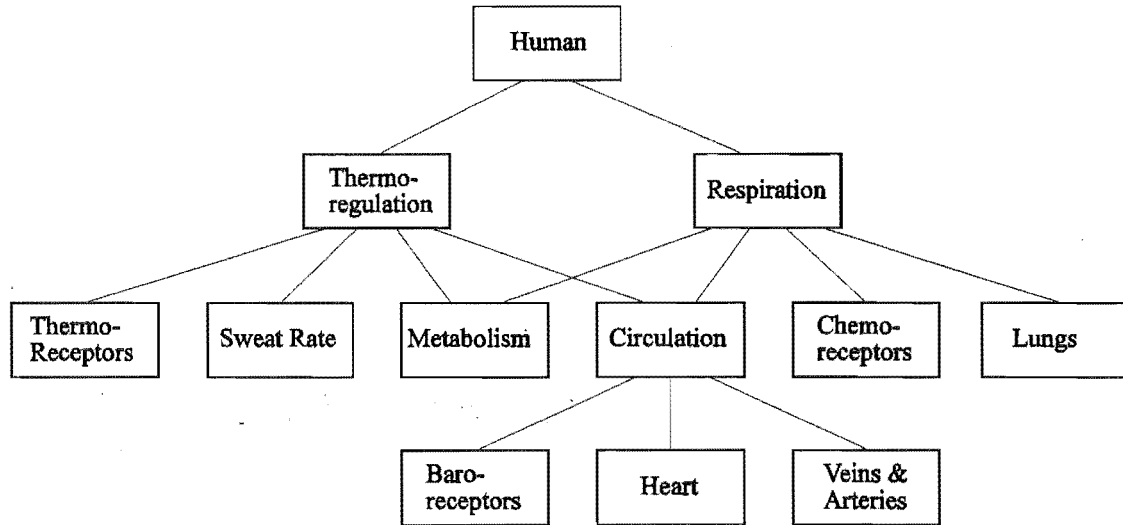 Human
Thermo-
regulation
Respiration
Thermo-
Receptors
Sweat Rate
Metabolism
Circulation
Chemo-
receptors
Lungs
Baro-
receptors
Heart
Veins &
Arteries